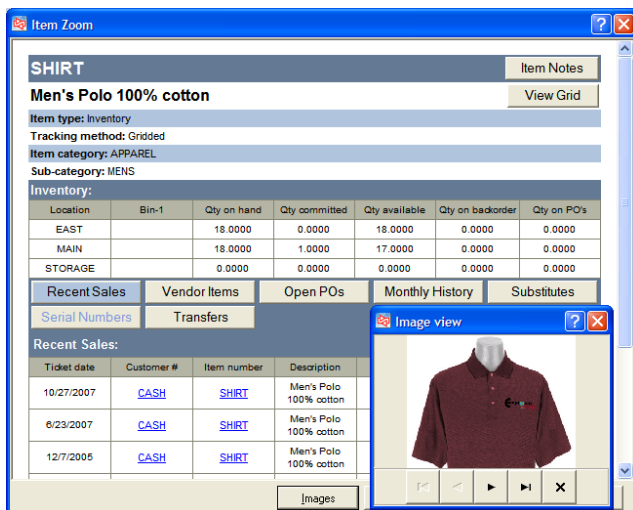 Item Zoom
SHIRT Item Notes
Men's Polo 100% cotton View Grid
Item type: Inventory
Tracking method: Gridded
Item category: APPAREL
Sub-category: MENS
Inventory:
Location Bin-1 Qty on hand Qty committed Qty available Qty on backorder Qty on PO's
EAST 18.0000 0.0000 18.0000 0.0000 0.0000
MAIN 18.0000 1.0000 17.0000 0.0000 0.0000
STORAGE 0.0000 0.0000 0.0000 0.0000 0.0000
Recent Sales Vendor Items Open POs Monthly History Substitutes
Serial Numbers Transfers
Image view
Recent Sales:
Ticket date Customer # Item number Description
10/27/2007 CASH SHIRT Men's Polo
100% cotton
6/23/2007 CASH SHIRT Men's Polo
100% cotton
12/7/2005 CASH SHIRT Men's Polo
100% cotton
Images